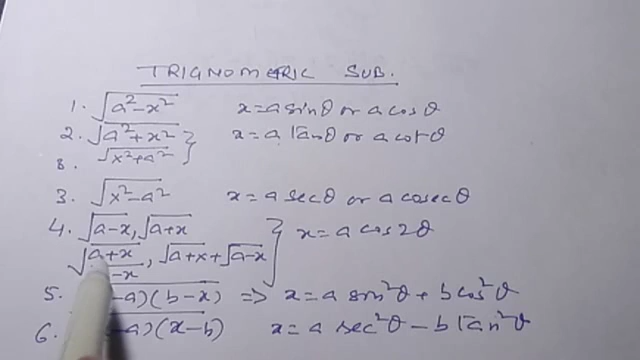 TRIGNOMETRIC SUB.
1. √(a²-x²) x=a sinθ or a cosθ
2. √(a²+x²) } x=a tanθ or a cotθ
8. √(x²+a²)
3. √(x²-a²) x=a secθ or a cosecθ
4. √(a-x), √(a+x) } x=a cos2θ
√(a+x / -x), √(a+x)+√(a-x)
5. -a)(b-x) => x=a sin²θ+b cos²θ
6. -a)(x-b) x=a sec²θ-b tan²θ